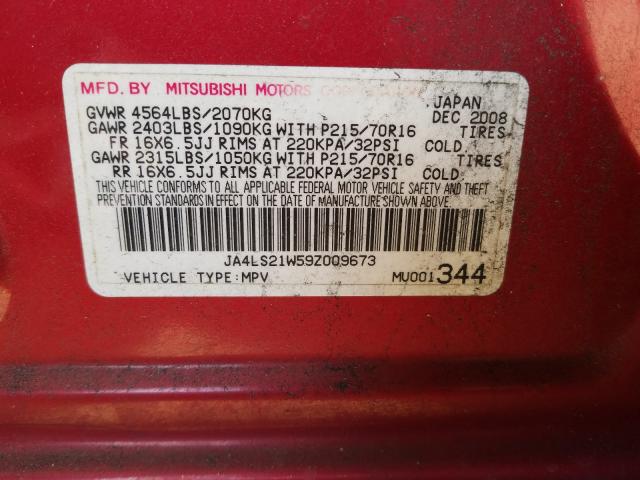 MFD. BY MITSUBISHI MOTORS
JAPAN
GVWR 4564LBS/2070KG DEC 2008
GAWR 2403LBS/1090KG WITH P215/70R16 TIRES
FR 16X6.5JJ RIMS AT 220KPA/32PSI COLD.
GAWR 2315LBS/1050KG WITH P215/70R16 TIRES
RR 16X6.5JJ RIMS AT 220KPA/32PSI COLD
THIS VEHICLE CONFORMS TO ALL APPLICABLE FEDERAL MOTOR VEHICLE SAFETY AND THEFT
PREVENTION STANDARDS IN EFFECT ON THE DATE OF MANUFACTURE SHOWN ABOVE.
JA4LS21W59Z009673
VEHICLE TYPE:MPV MU001344